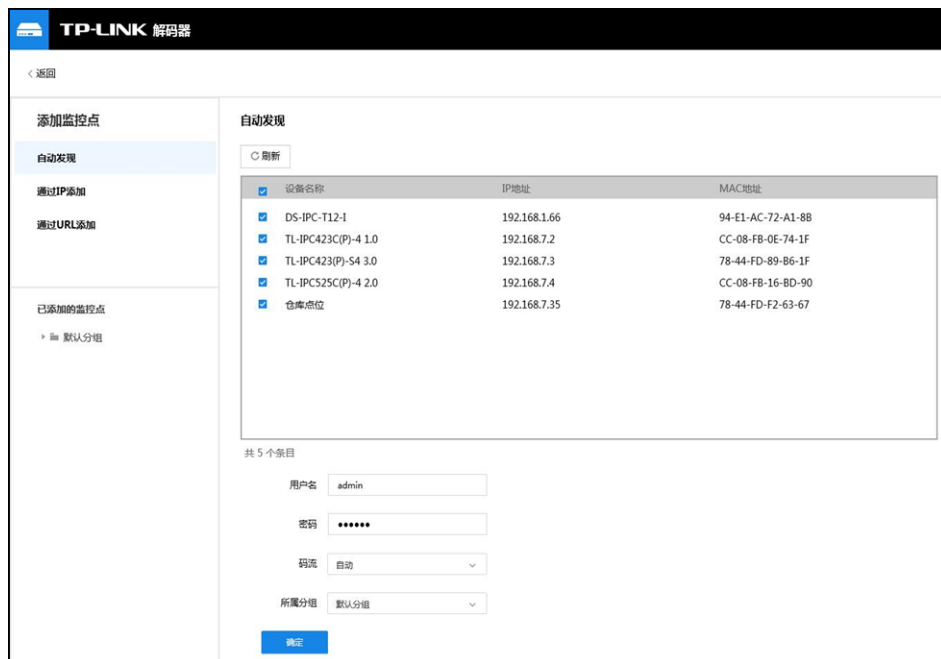 TP-LINK 解码器
< 返回
添加监控点
自动发现
通过IP添加
通过URL添加
已添加的监控点
默认分组
自动发现
刷新
设备名称 IP地址 MAC地址
DS-IPC-T12-I 192.168.1.66 94-E1-AC-72-A1-8B
TL-IPC423C(P)-4 1.0 192.168.7.2 CC-08-FB-0E-74-1F
TL-IPC423(P)-S4 3.0 192.168.7.3 78-44-FD-89-B6-1F
TL-IPC525C(P)-4 2.0 192.168.7.4 CC-08-FB-16-BD-90
仓库点位 192.168.7.35 78-44-FD-F2-63-67
共 5 个条目
用户名 admin
密码 ••••••
码流 自动
所属分组 默认分组
确定